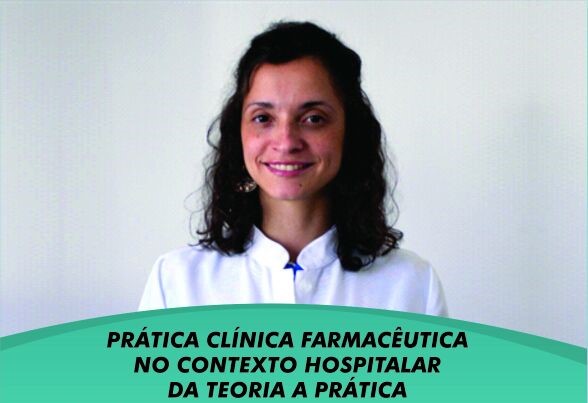 PRÁTICA CLÍNICA FARMACÊUTICA
NO CONTEXTO HOSPITALAR
DA TEORIA A PRÁTICA